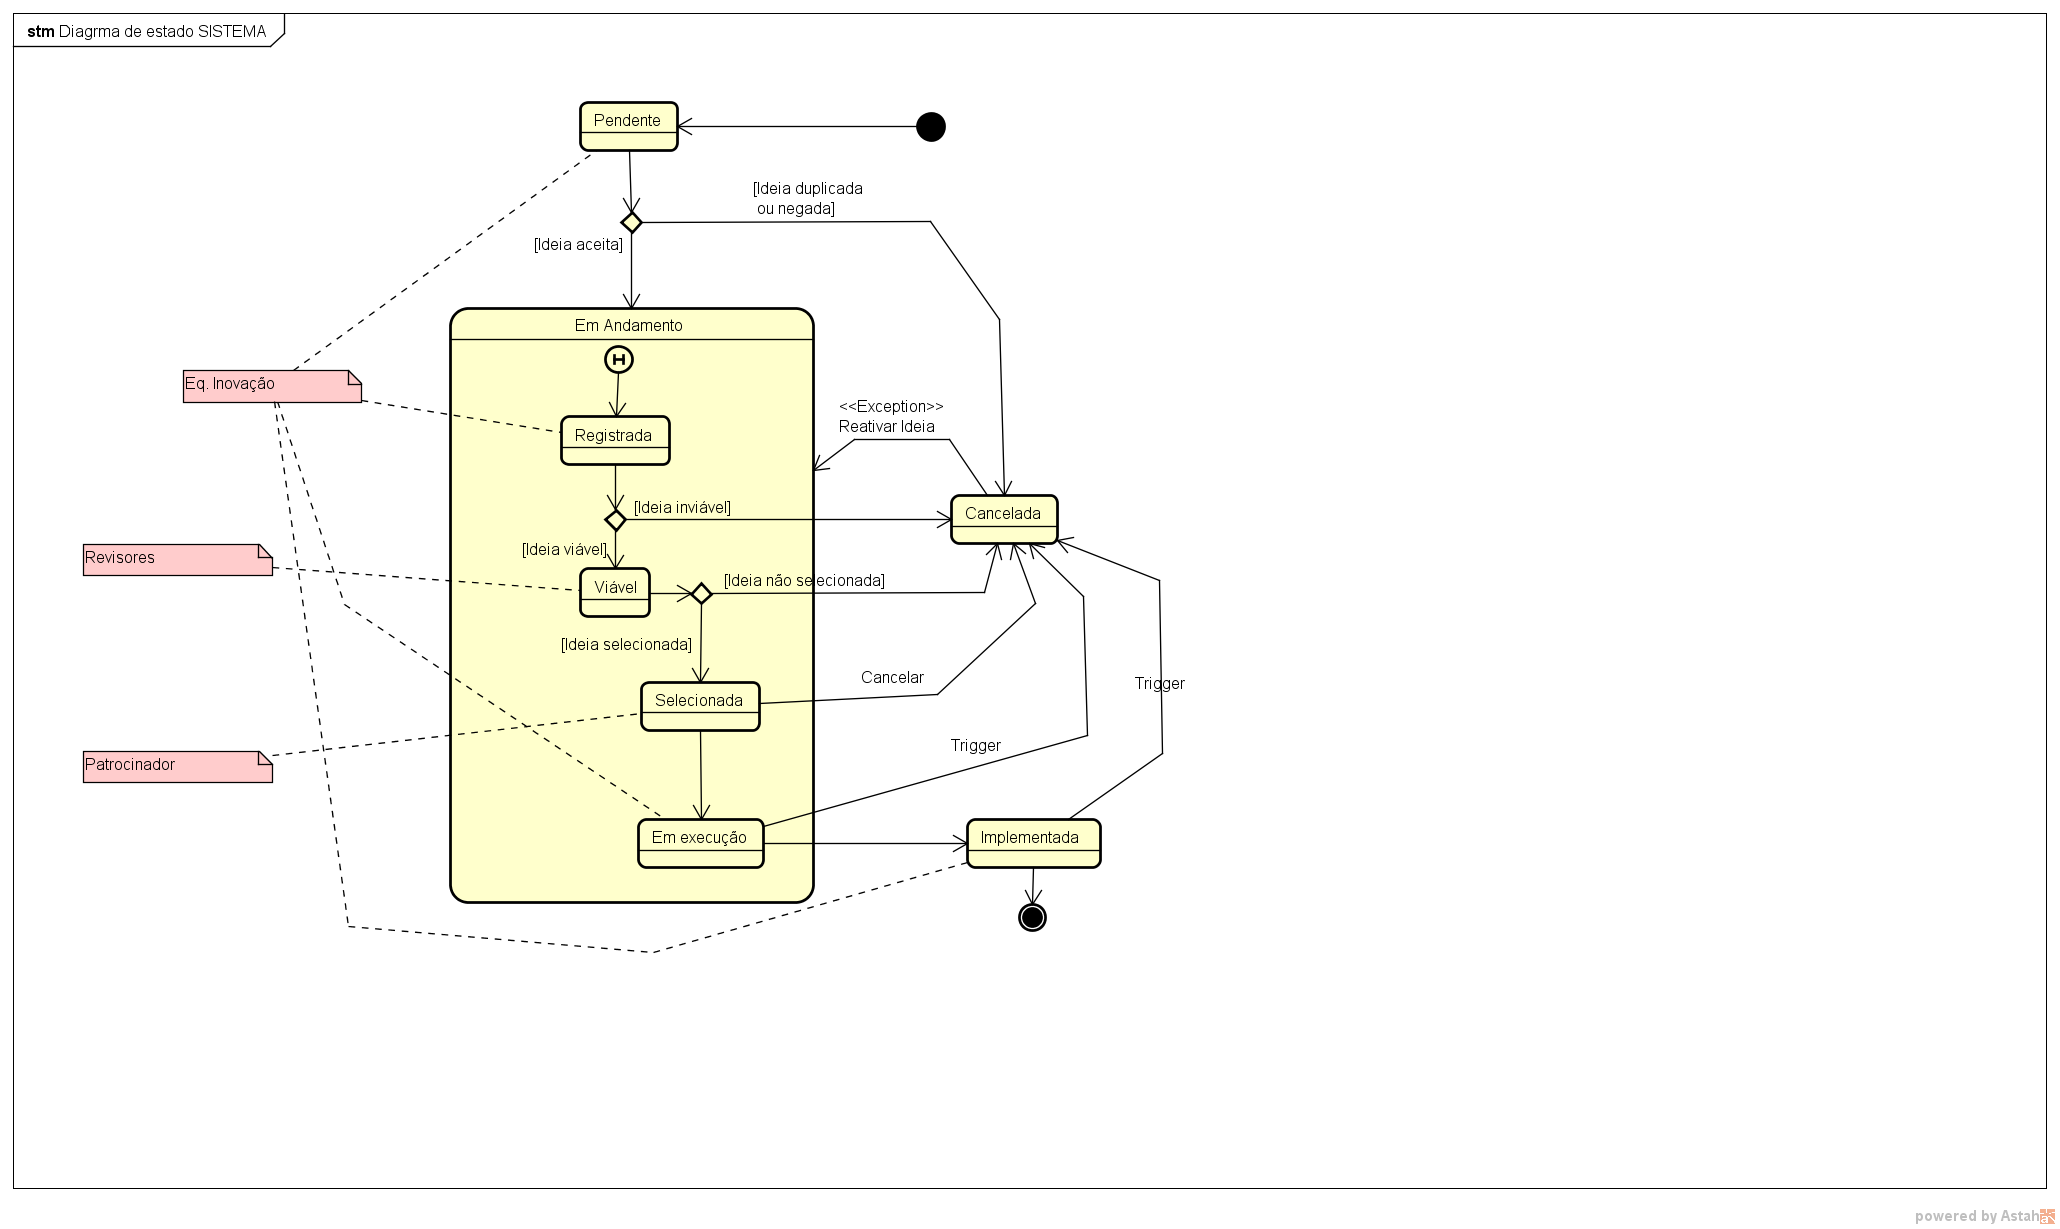 stm Diagrma de estado SISTEMA
Pendente
[Ideia duplicada
ou negada]
[Ideia aceita]
Em Andamento
H
Eq. Inovação
<<Exception>>
Reativar Ideia
Registrada
[Ideia inviável]
Cancelada
[Ideia viável]
Revisores
Viável
[Ideia não selecionada]
[Ideia selecionada]
Cancelar
Trigger
Selecionada
Trigger
Patrocinador
Em execução
Implementada
powered by Astah